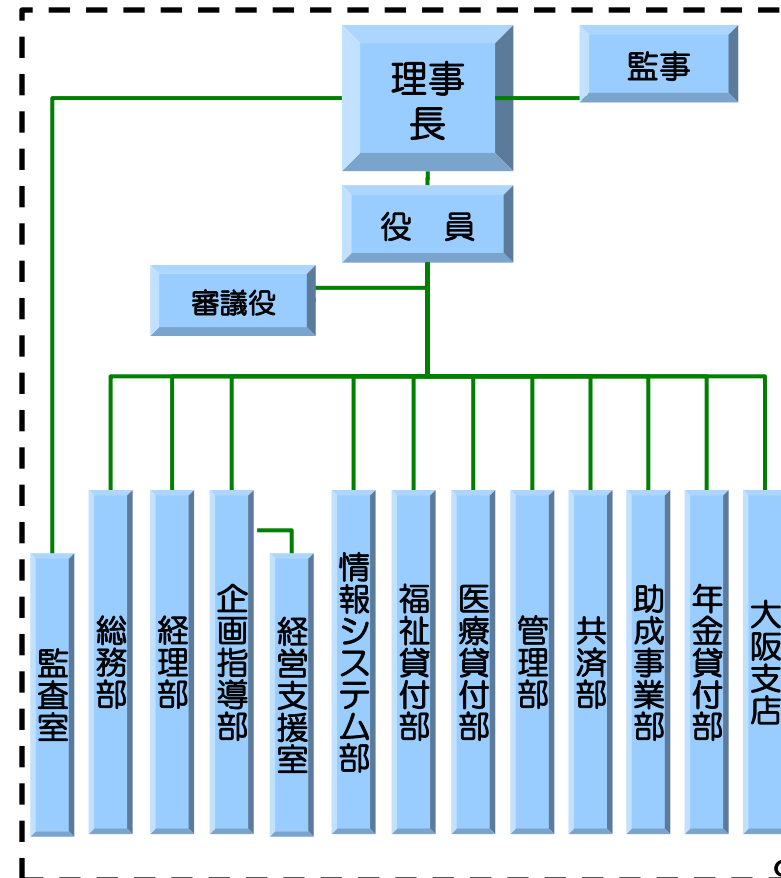 理事
長
監事
役　員
審議役
監査室
総務部
経理部
企画指導部
経営支援室
情報システム部
福祉貸付部
医療貸付部
管理部
共済部
助成事業部
年金貸付部
大阪支店